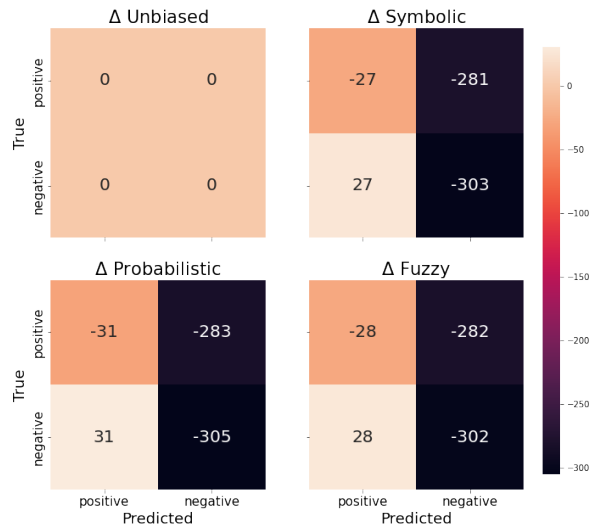 Δ Unbiased
Δ Symbolic
True
positive
negative
0 0
0 0
-27 -281
27 -303
0
−50
−100
−150
−200
−250
−300
Δ Probabilistic
Δ Fuzzy
True
positive
negative
-31 -283
31 -305
-28 -282
28 -302
positive negative
Predicted
positive negative
Predicted